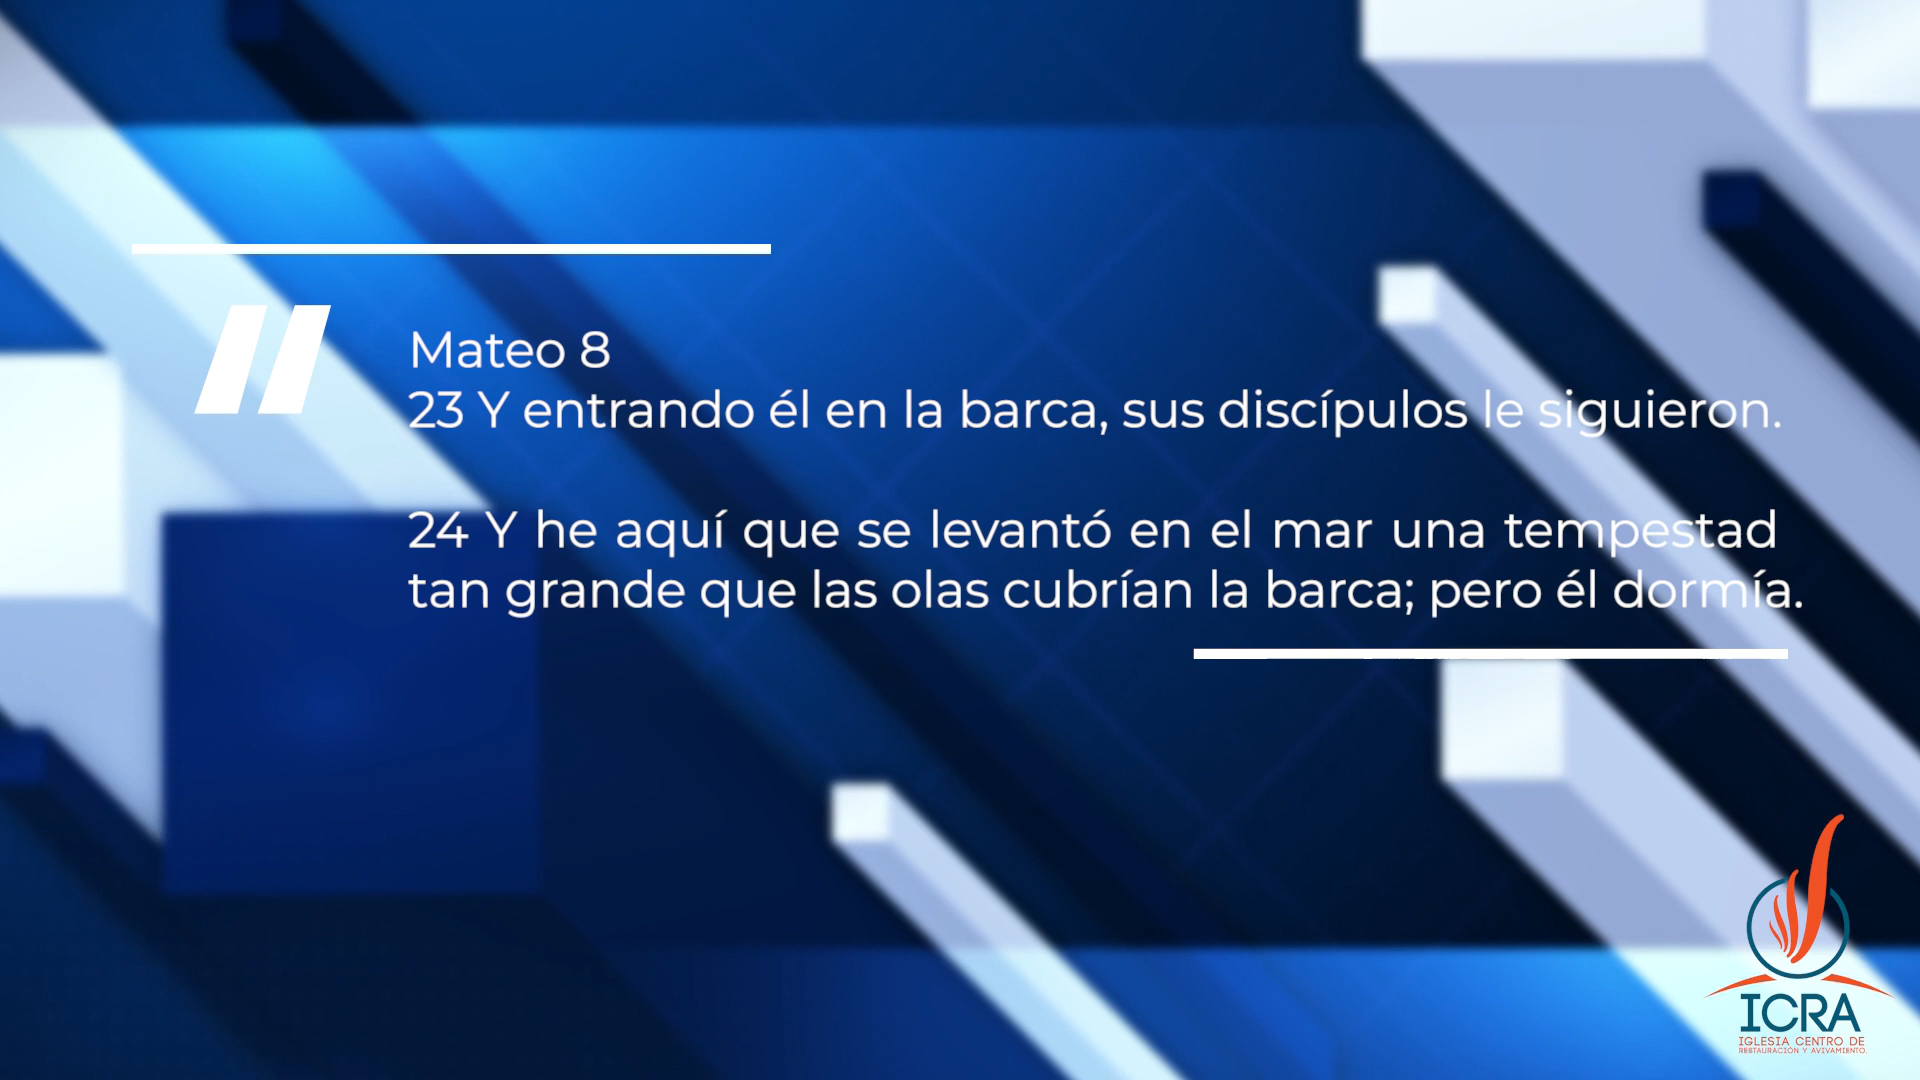 Mateo 8
23 Y entrando él en la barca, sus discípulos le siguieron.
24 Y he aquí que se levantó en el mar una tempestad
tan grande que las olas cubrían la barca; pero él dormía.
ICRA
IGLESIA CENTRO DE
RESTAURACIÓN Y AVIVAMIENTO.